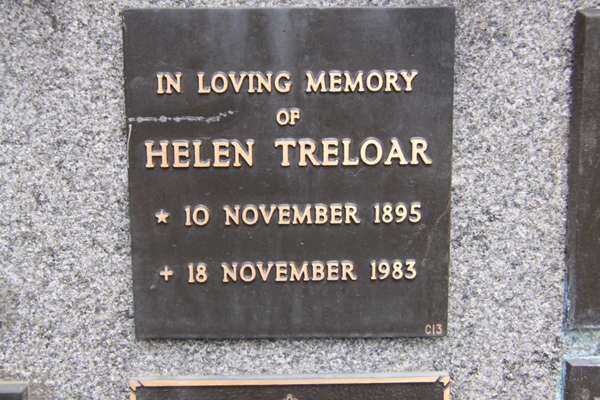 IN LOVING MEMORY
OF
HELEN TRELOAR
★ 10 NOVEMBER 1895
+ 18 NOVEMBER 1983
C13